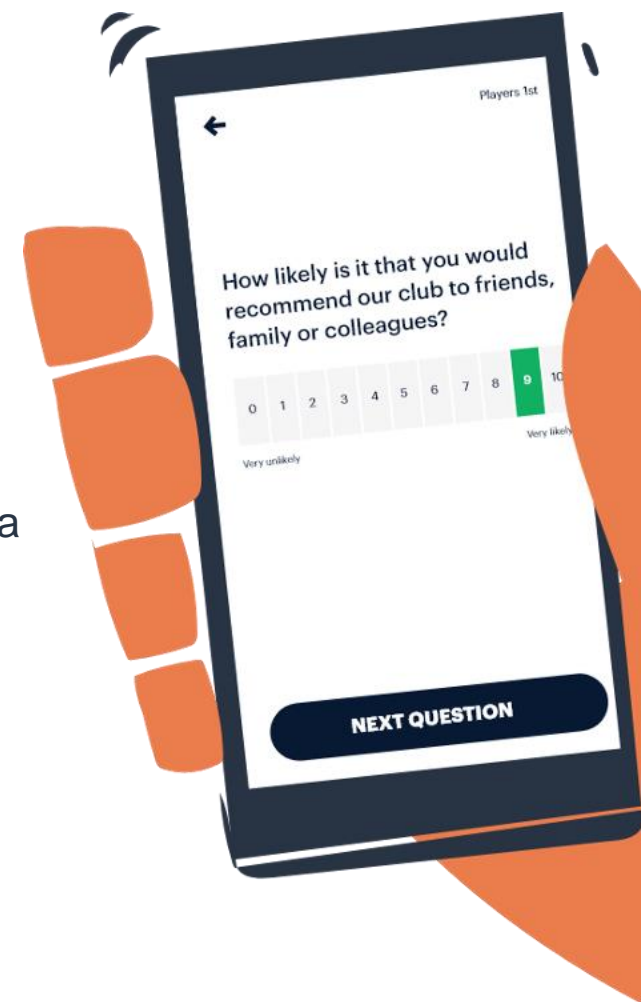 Players 1st
How likely is it that you would
recommend our club to friends,
family or colleagues?
0 1 2 3 4 5 6 7 8 9 10
Very unlikely Very likely
a
NEXT QUESTION